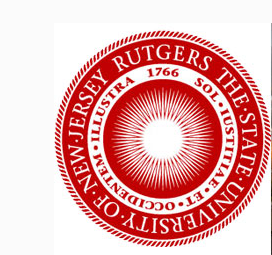 RUTGERS THE·STATE·UNIVERSITY·OF·NEW·JERSEY
1766
SOL·IUSTITIAE·ET·OCCIDENTEM·ILLUSTRA